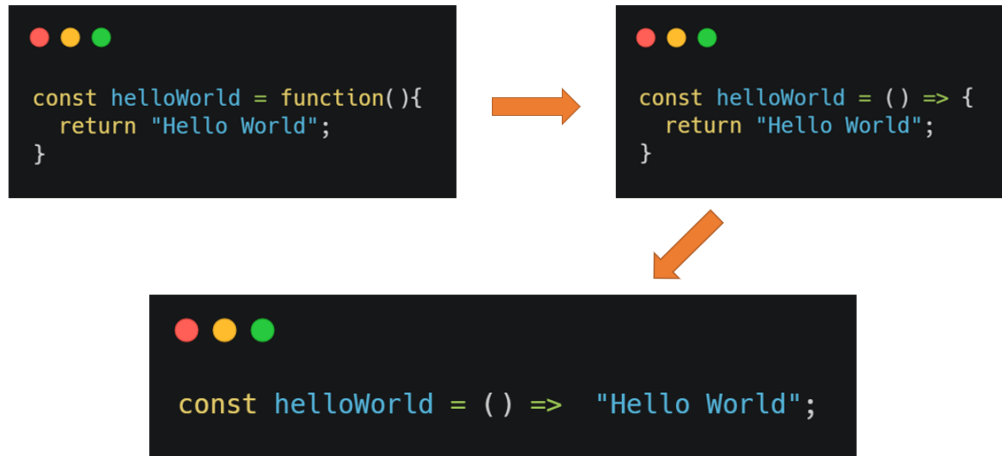 const helloWorld = function(){
  return "Hello World";
}
const helloWorld = () => {
  return "Hello World";
}
const helloWorld = () =>  "Hello World";